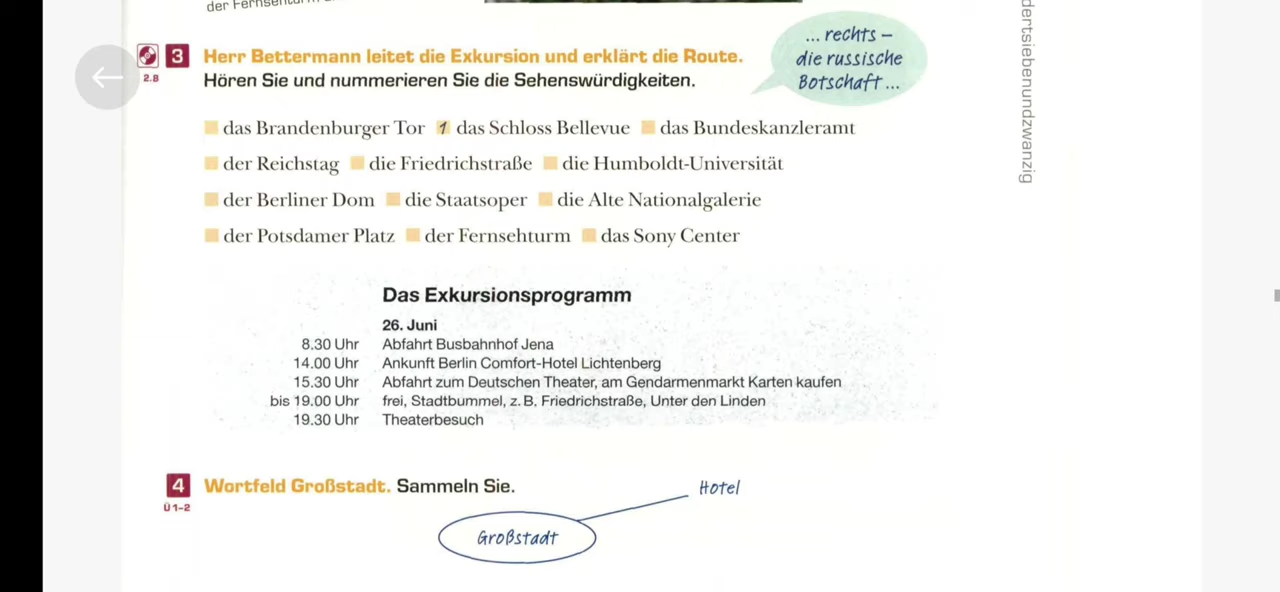 der Fernsehturm
... rechts –
die russische
Botschaft ...
3 Herr Bettermann leitet die Exkursion und erklärt die Route.
2.8 Hören Sie und nummerieren Sie die Sehenswürdigkeiten.
das Brandenburger Tor 1 das Schloss Bellevue das Bundeskanzleramt
der Reichstag die Friedrichstraße die Humboldt-Universität
der Berliner Dom die Staatsoper die Alte Nationalgalerie
der Potsdamer Platz der Fernsehturm das Sony Center
Das Exkursionsprogramm
26. Juni
8.30 Uhr Abfahrt Busbahnhof Jena
14.00 Uhr Ankunft Berlin Comfort-Hotel Lichtenberg
15.30 Uhr Abfahrt zum Deutschen Theater, am Gendarmenmarkt Karten kaufen
bis 19.00 Uhr frei, Stadtbummel, z. B. Friedrichstraße, Unter den Linden
19.30 Uhr Theaterbesuch
4 Wortfeld Großstadt. Sammeln Sie.
Ü 1-2
Hotel
Großstadt
dertsiebenundzwanzig